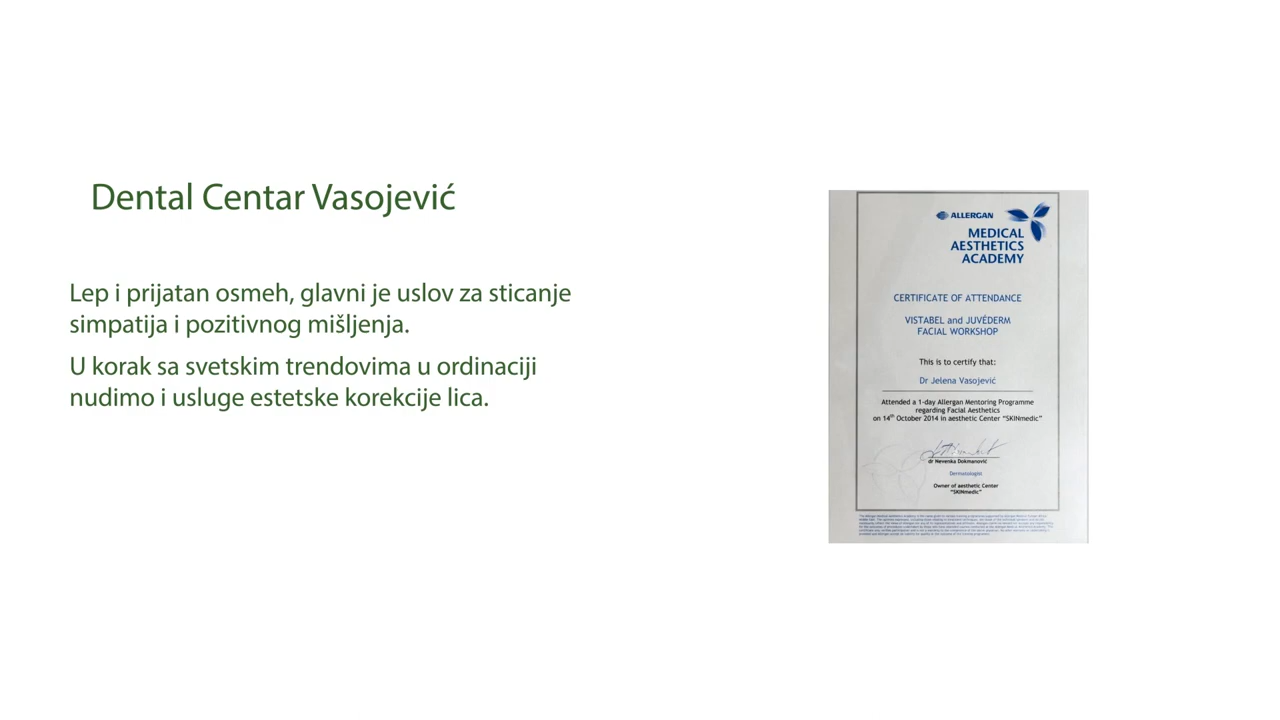 Dental Centar Vasojević
Lep i prijatan osmeh, glavni je uslov za sticanje
simpatija i pozitivnog mišljenja.
U korak sa svetskim trendovima u ordinaciji
nudimo i usluge estetske korekcije lica.
ALLERGAN
MEDICAL
AESTHETICS
ACADEMY
CERTIFICATE OF ATTENDANCE
VISTABEL and JUVÉDERM
FACIAL WORKSHOP
This is to certify that:
Dr Jelena Vasojević
Attended a 1-day Allergan Mentoring Programme
regarding Facial Aesthetics
on 14th October 2014 in aesthetic Center “SKINmedic”
dr Nevenka Dokmanović
Dermatologist
Owner of aesthetic Center
“SKINmedic”